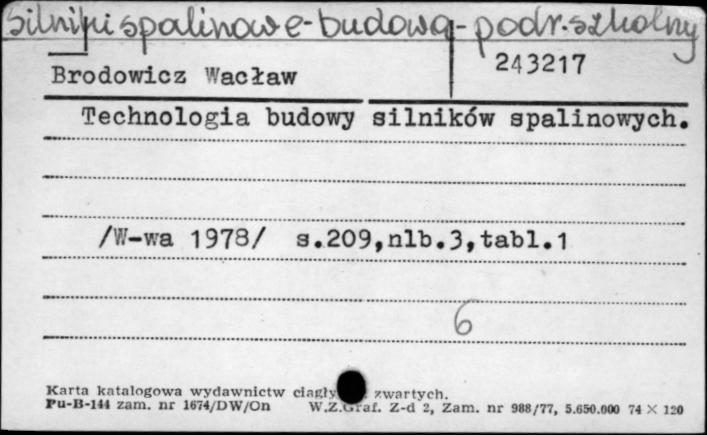 Silniki spalinowe-budowa-podr. szkolny
243217
Brodowicz Wacław
Technologia budowy silników spalinowych.
/W-wa 1978/ s.209,nlb.3,tabl.1
6
Karta katalogowa wydawnictw ciągły zwartych.
Pu-B-144 zam. nr 1674/DW/On W.Z.Graf. Z-d 2, Zam. nr 988/77, 5.650.000 74 × 120